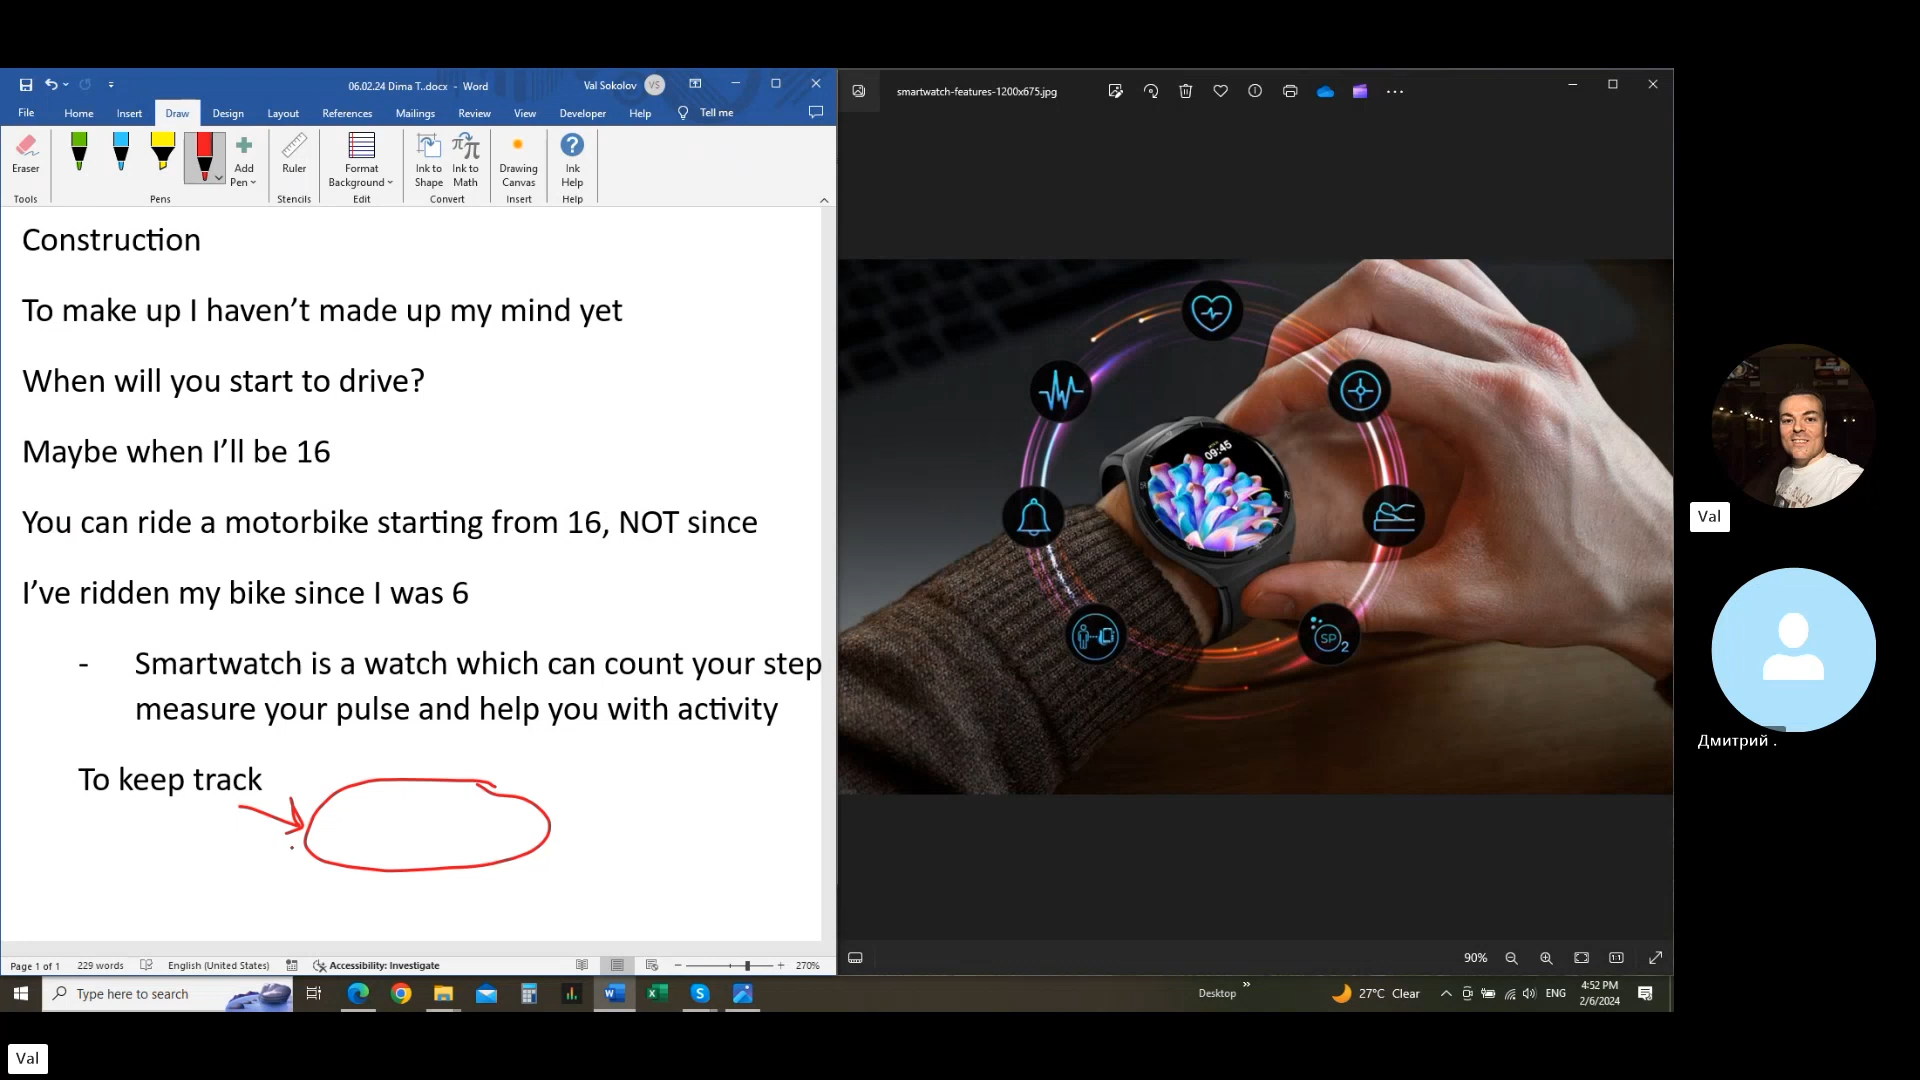 06.02.24 Dima T..docx - Word
Val Sokolov
VS
File
Home
Insert
Draw
Design
Layout
References
Mailings
Review
View
Developer
Help
Tell me
Eraser
Add
Pen
Ruler
Format
Background
Ink to
Shape
Ink to
Math
Drawing
Canvas
Ink
Help
Tools
Pens
Stencils
Edit
Convert
Insert
Help
Construction
To make up I haven’t made up my mind yet
When will you start to drive?
Maybe when I’ll be 16
You can ride a motorbike starting from 16, NOT since
I’ve ridden my bike since I was 6
- Smartwatch is a watch which can count your step
measure your pulse and help you with activity
To keep track
Page 1 of 1
229 words
English (United States)
Accessibility: Investigate
270%
smartwatch-features-1200x675.jpg
09:45
SP2
90%
Type here to search
Desktop
27°C Clear
ENG
4:52 PM
2/6/2024
Val
Дмитрий .
Val